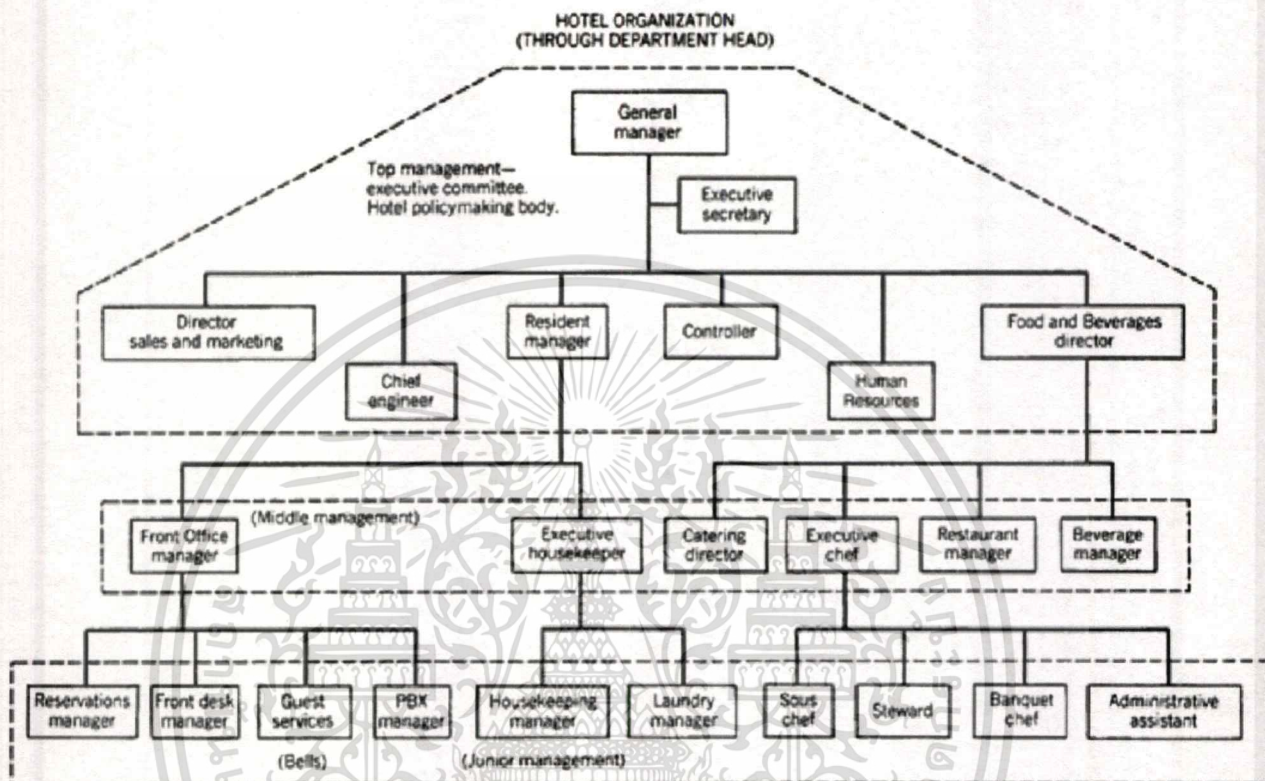 HOTEL ORGANIZATION
(THROUGH DEPARTMENT HEAD)
General
manager
Top management—
executive committee.
Hotel policymaking body.
Executive
secretary
Director
sales and marketing
Resident
manager
Controller
Food and Beverages
director
Chief
engineer
Human
Resources
(Middle management)
Front Office
manager
Executive
housekeeper
Catering
director
Executive
chef
Restaurant
manager
Beverage
manager
Reservations
manager
Front desk
manager
Guest
services
PBX
manager
Housekeeping
manager
Laundry
manager
Sous
chef
Steward
Banquet
chef
Administrative
assistant
(Bells)
(Junior management)